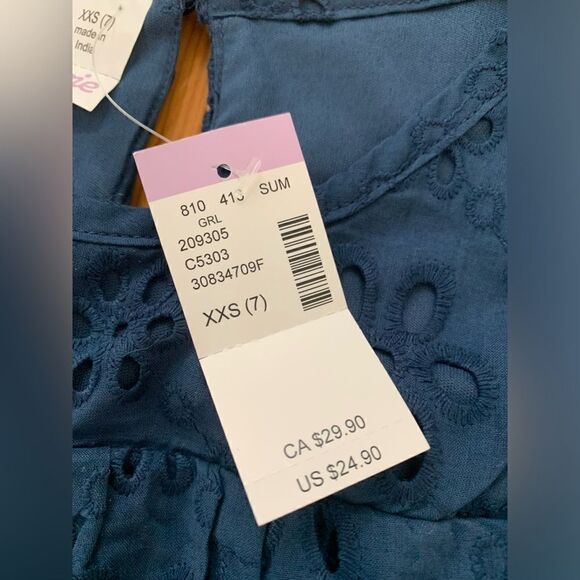 XXS (7)
made in
India
810 413 SUM
GRL
209305
C5303
30834709F
XXS (7)
CA $29.90
US $24.90